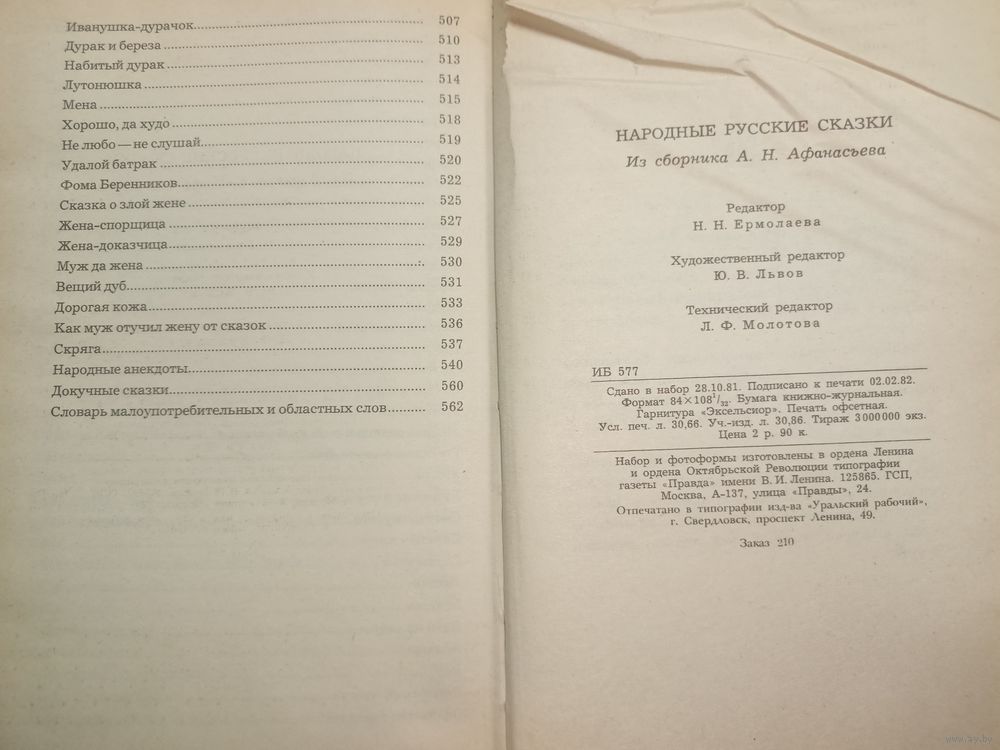 Иванушка-дурачок 507
Дурак и береза 510
Набитый дурак 513
Лутонюшка 514
Мена 515
Хорошо, да худо 518
Не любо — не слушай 519
Удалой батрак 520
Фома Беренников 522
Сказка о злой жене 525
Жена-спорщица 527
Жена-доказчица 529
Муж да жена 530
Вещий дуб 531
Дорогая кожа 533
Как муж отучил жену от сказок 536
Скряга 537
Народные анекдоты 540
Докучные сказки 560
Словарь малоупотребительных и областных слов 562
НАРОДНЫЕ РУССКИЕ СКАЗКИ
Из сборника А. Н. Афанасьева
Редактор
Н. Н. Ермолаева
Художественный редактор
Ю. В. Львов
Технический редактор
Л. Ф. Молотова
ИБ 577
Сдано в набор 28.10.81. Подписано к печати 02.02.82.
Формат 84×108¹/₃₂. Бумага книжно-журнальная.
Гарнитура «Эксельсиор». Печать офсетная.
Усл. печ. л. 30,66. Уч.-изд. л. 30,86. Тираж 3 000 000 экз.
Цена 2 р. 90 к.
Набор и фотоформы изготовлены в ордена Ленина
и ордена Октябрьской Революции типографии
газеты «Правда» имени В. И. Ленина. 125865. ГСП,
Москва, А-137, улица «Правды», 24.
Отпечатано в типографии изд-ва «Уральский рабочий»,
г. Свердловск, проспект Ленина, 49.
Заказ 210
www.ay.by